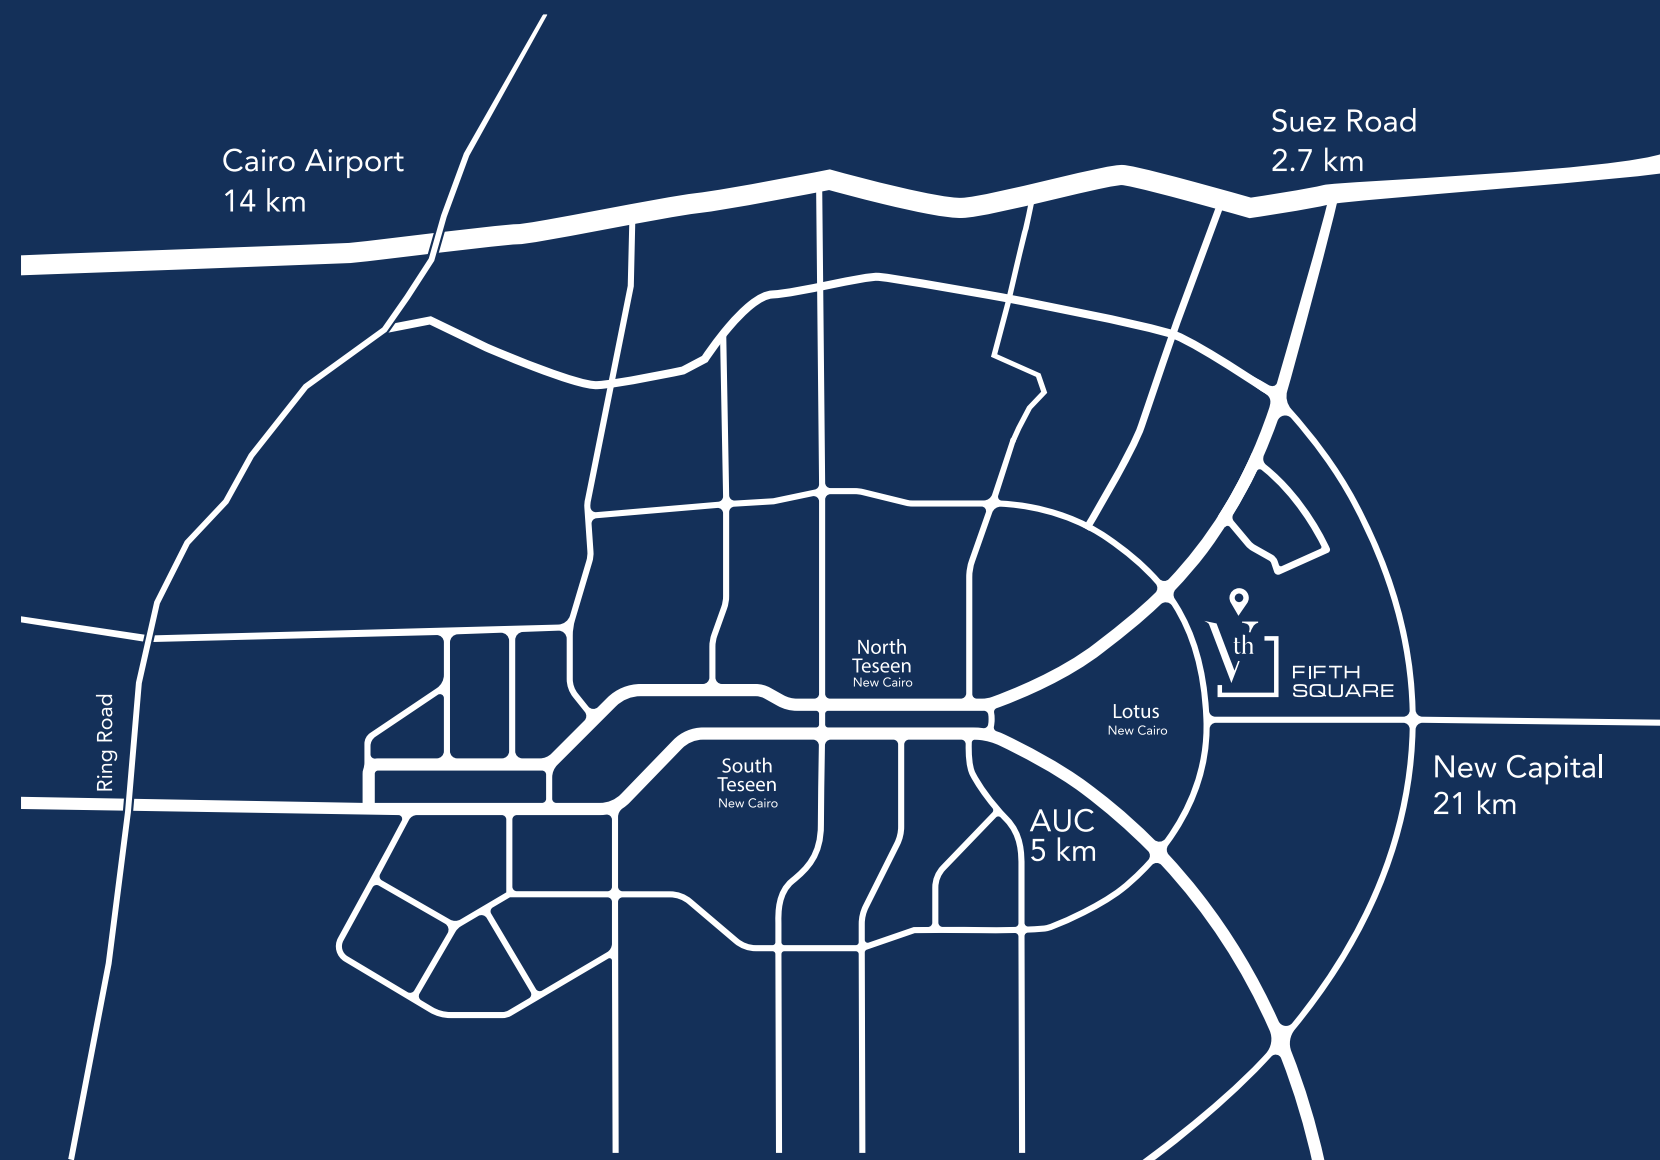 Suez Road
2.7 km
Cairo Airport
14 km
North
Teseen
New Cairo
Vth
FIFTH
SQUARE
Ring Road
Lotus
New Cairo
South
Teseen
New Cairo
New Capital
21 km
AUC
5 km